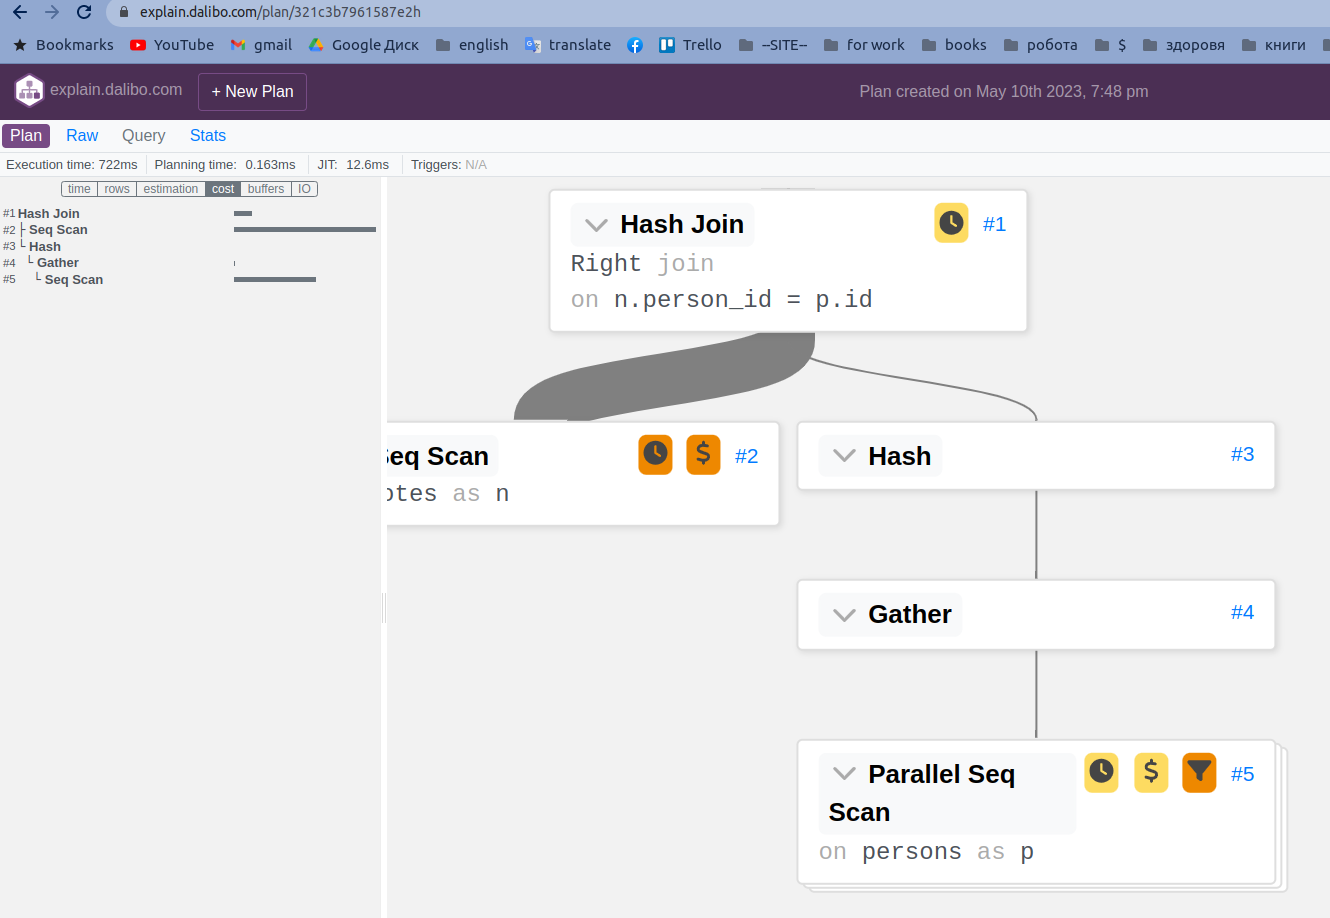 explain.dalibo.com/plan/321c3b7961587e2h
Bookmarks YouTube gmail Google Диск english translate Trello --SITE-- for work books робота $ здоровя книги
explain.dalibo.com + New Plan Plan created on May 10th 2023, 7:48 pm
Plan Raw Query Stats
Execution time: 722ms Planning time: 0.163ms JIT: 12.6ms Triggers: N/A
time rows estimation cost buffers IO
#1 Hash Join
#2 Seq Scan
#3 Hash
#4 Gather
#5 Seq Scan
Hash Join #1
Right join
on n.person_id = p.id
Seq Scan $ #2
otes as n
Hash #3
Gather #4
Parallel Seq Scan $ #5
on persons as p